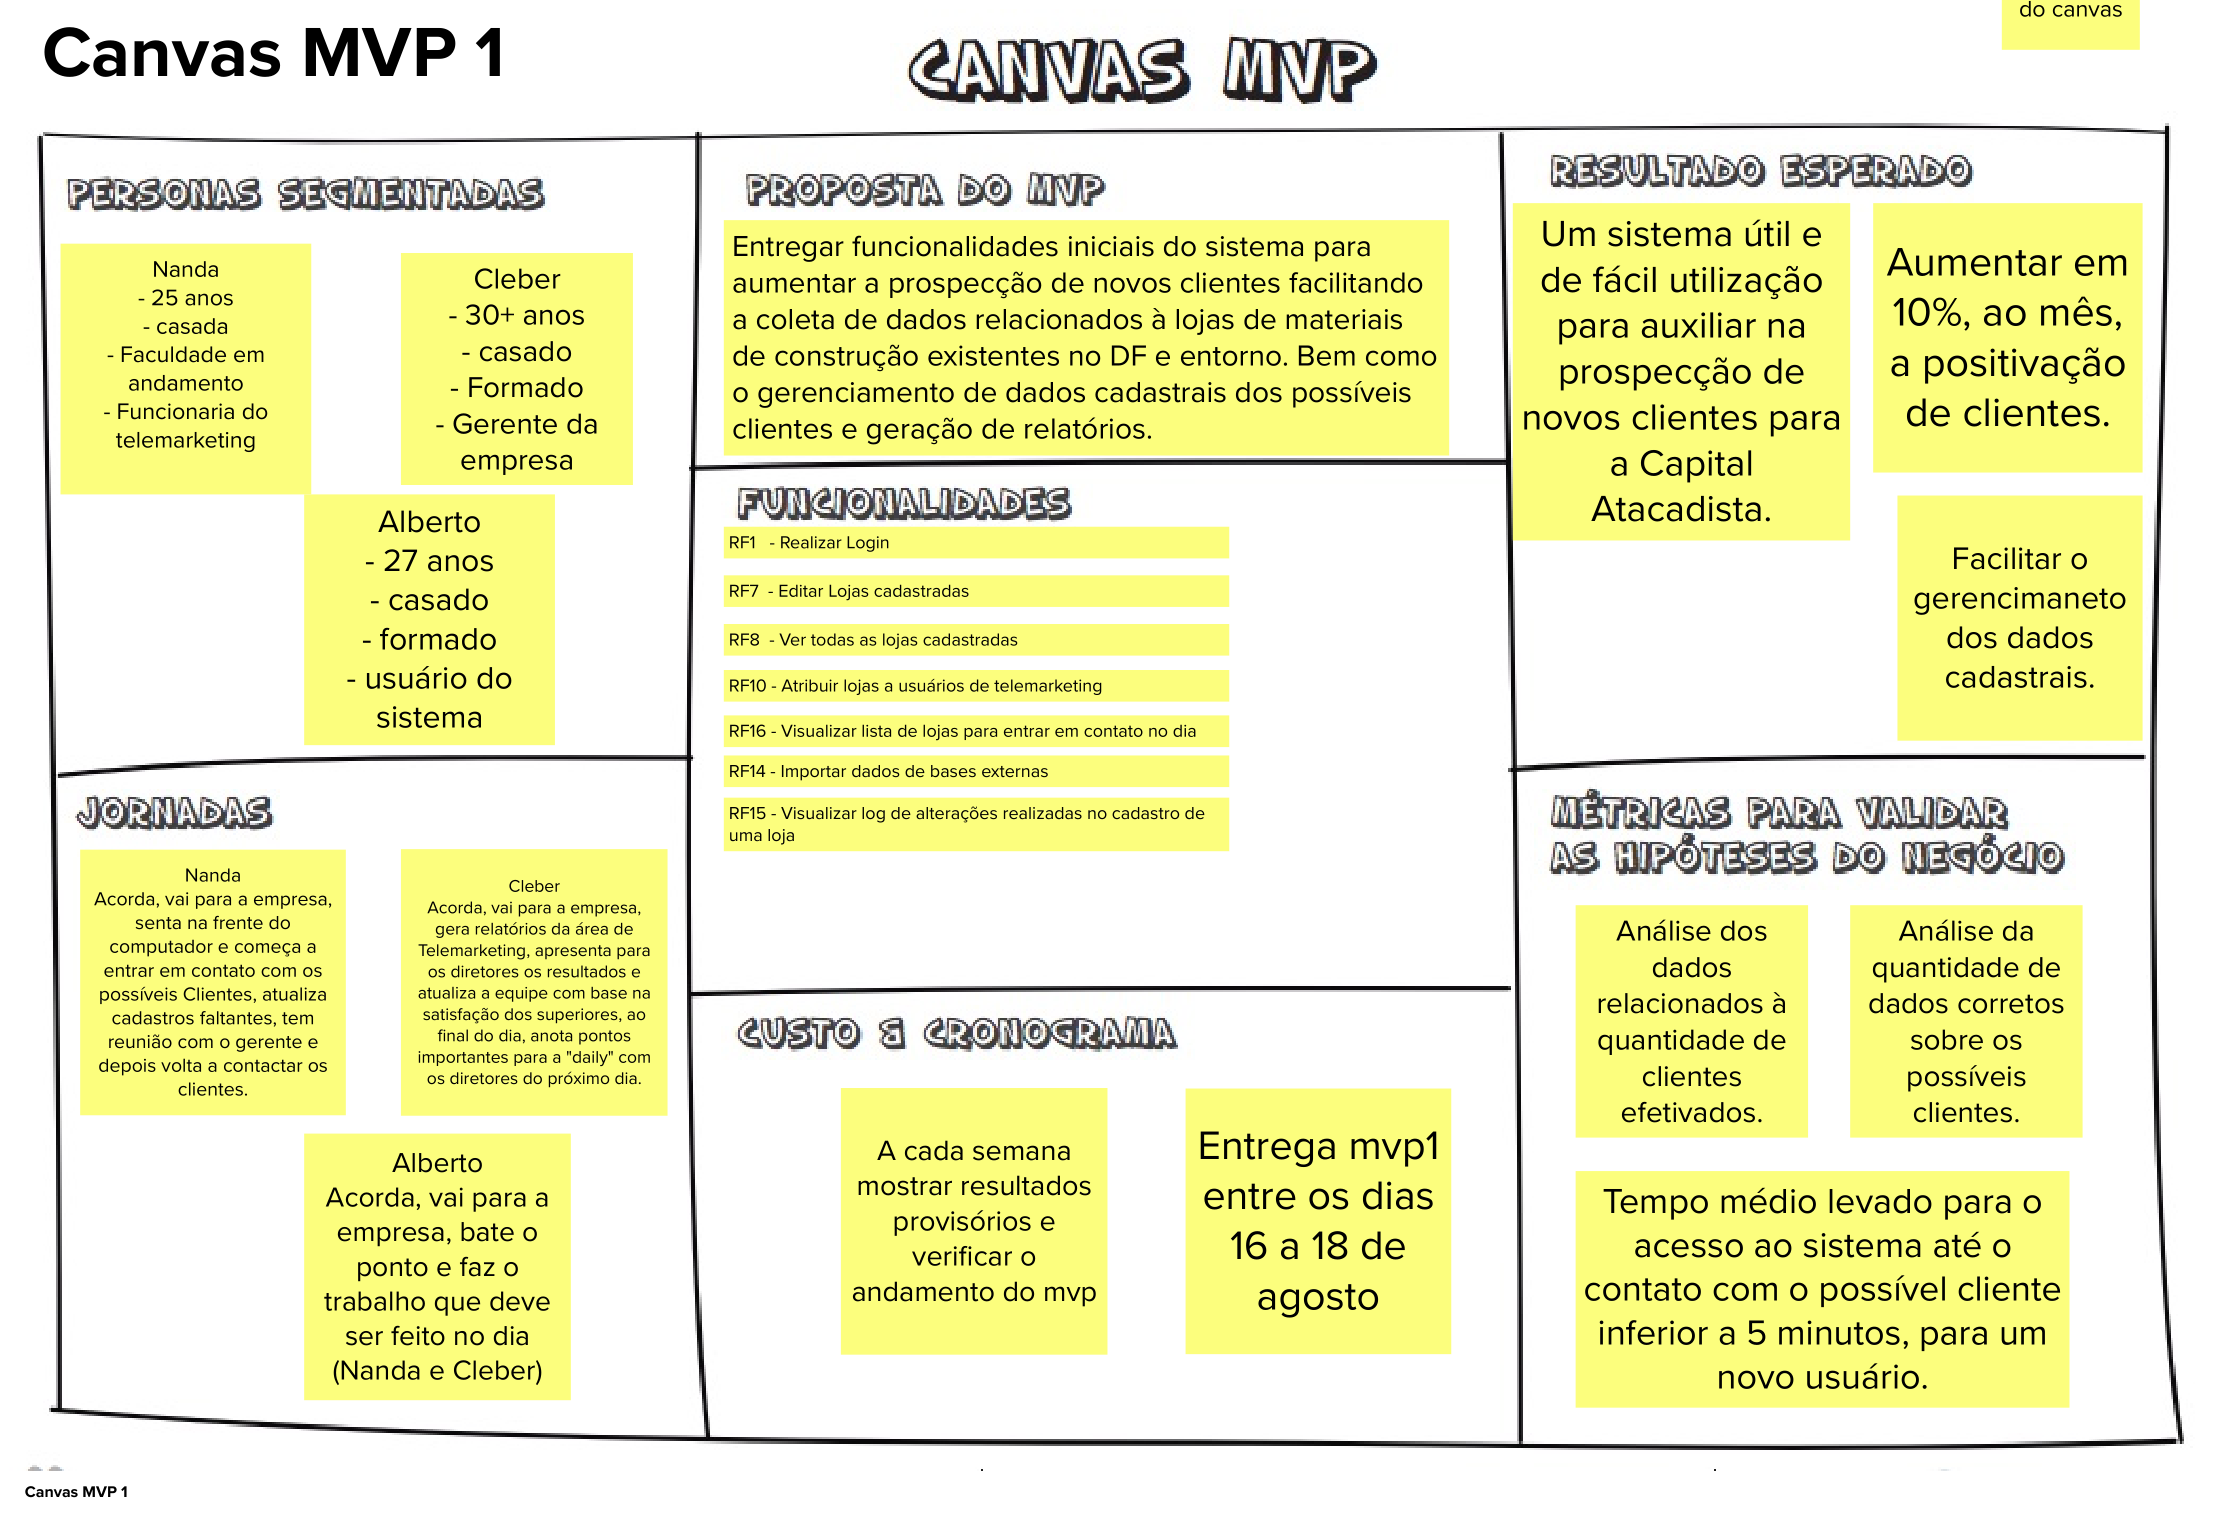 do canvas
Canvas MVP 1
CANVAS MVP
PERSONAS SEGMENTADAS
Nanda
- 25 anos
- casada
- Faculdade em
andamento
- Funcionaria do
telemarketing
Cleber
- 30+ anos
- casado
- Formado
- Gerente da
empresa
Alberto
- 27 anos
- casado
- formado
- usuário do
sistema
PROPOSTA DO MVP
Entregar funcionalidades iniciais do sistema para
aumentar a prospecção de novos clientes facilitando
a coleta de dados relacionados à lojas de materiais
de construção existentes no DF e entorno. Bem como
o gerenciamento de dados cadastrais dos possíveis
clientes e geração de relatórios.
RESULTADO ESPERADO
Um sistema útil e
de fácil utilização
para auxiliar na
prospecção de
novos clientes para
a Capital
Atacadista.
Aumentar em
10%, ao mês,
a positivação
de clientes.
Facilitar o
gerencimaneto
dos dados
cadastrais.
FUNCIONALIDADES
RF1 - Realizar Login
RF7 - Editar Lojas cadastradas
RF8 - Ver todas as lojas cadastradas
RF10 - Atribuir lojas a usuários de telemarketing
RF16 - Visualizar lista de lojas para entrar em contato no dia
RF14 - Importar dados de bases externas
RF15 - Visualizar log de alterações realizadas no cadastro de
uma loja
JORNADAS
Nanda
Acorda, vai para a empresa,
senta na frente do
computador e começa a
entrar em contato com os
possíveis Clientes, atualiza
cadastros faltantes, tem
reunião com o gerente e
depois volta a contactar os
clientes.
Cleber
Acorda, vai para a empresa,
gera relatórios da área de
Telemarketing, apresenta para
os diretores os resultados e
atualiza a equipe com base na
satisfação dos superiores, ao
final do dia, anota pontos
importantes para a "daily" com
os diretores do próximo dia.
Alberto
Acorda, vai para a
empresa, bate o
ponto e faz o
trabalho que deve
ser feito no dia
(Nanda e Cleber)
CUSTO & CRONOGRAMA
A cada semana
mostrar resultados
provisórios e
verificar o
andamento do mvp
Entrega mvp1
entre os dias
16 a 18 de
agosto
MÉTRICAS PARA VALIDAR
AS HIPÓTESES DO NEGÓCIO
Análise dos
dados
relacionados à
quantidade de
clientes
efetivados.
Análise da
quantidade de
dados corretos
sobre os
possíveis
clientes.
Tempo médio levado para o
acesso ao sistema até o
contato com o possível cliente
inferior a 5 minutos, para um
novo usuário.
Canvas MVP 1